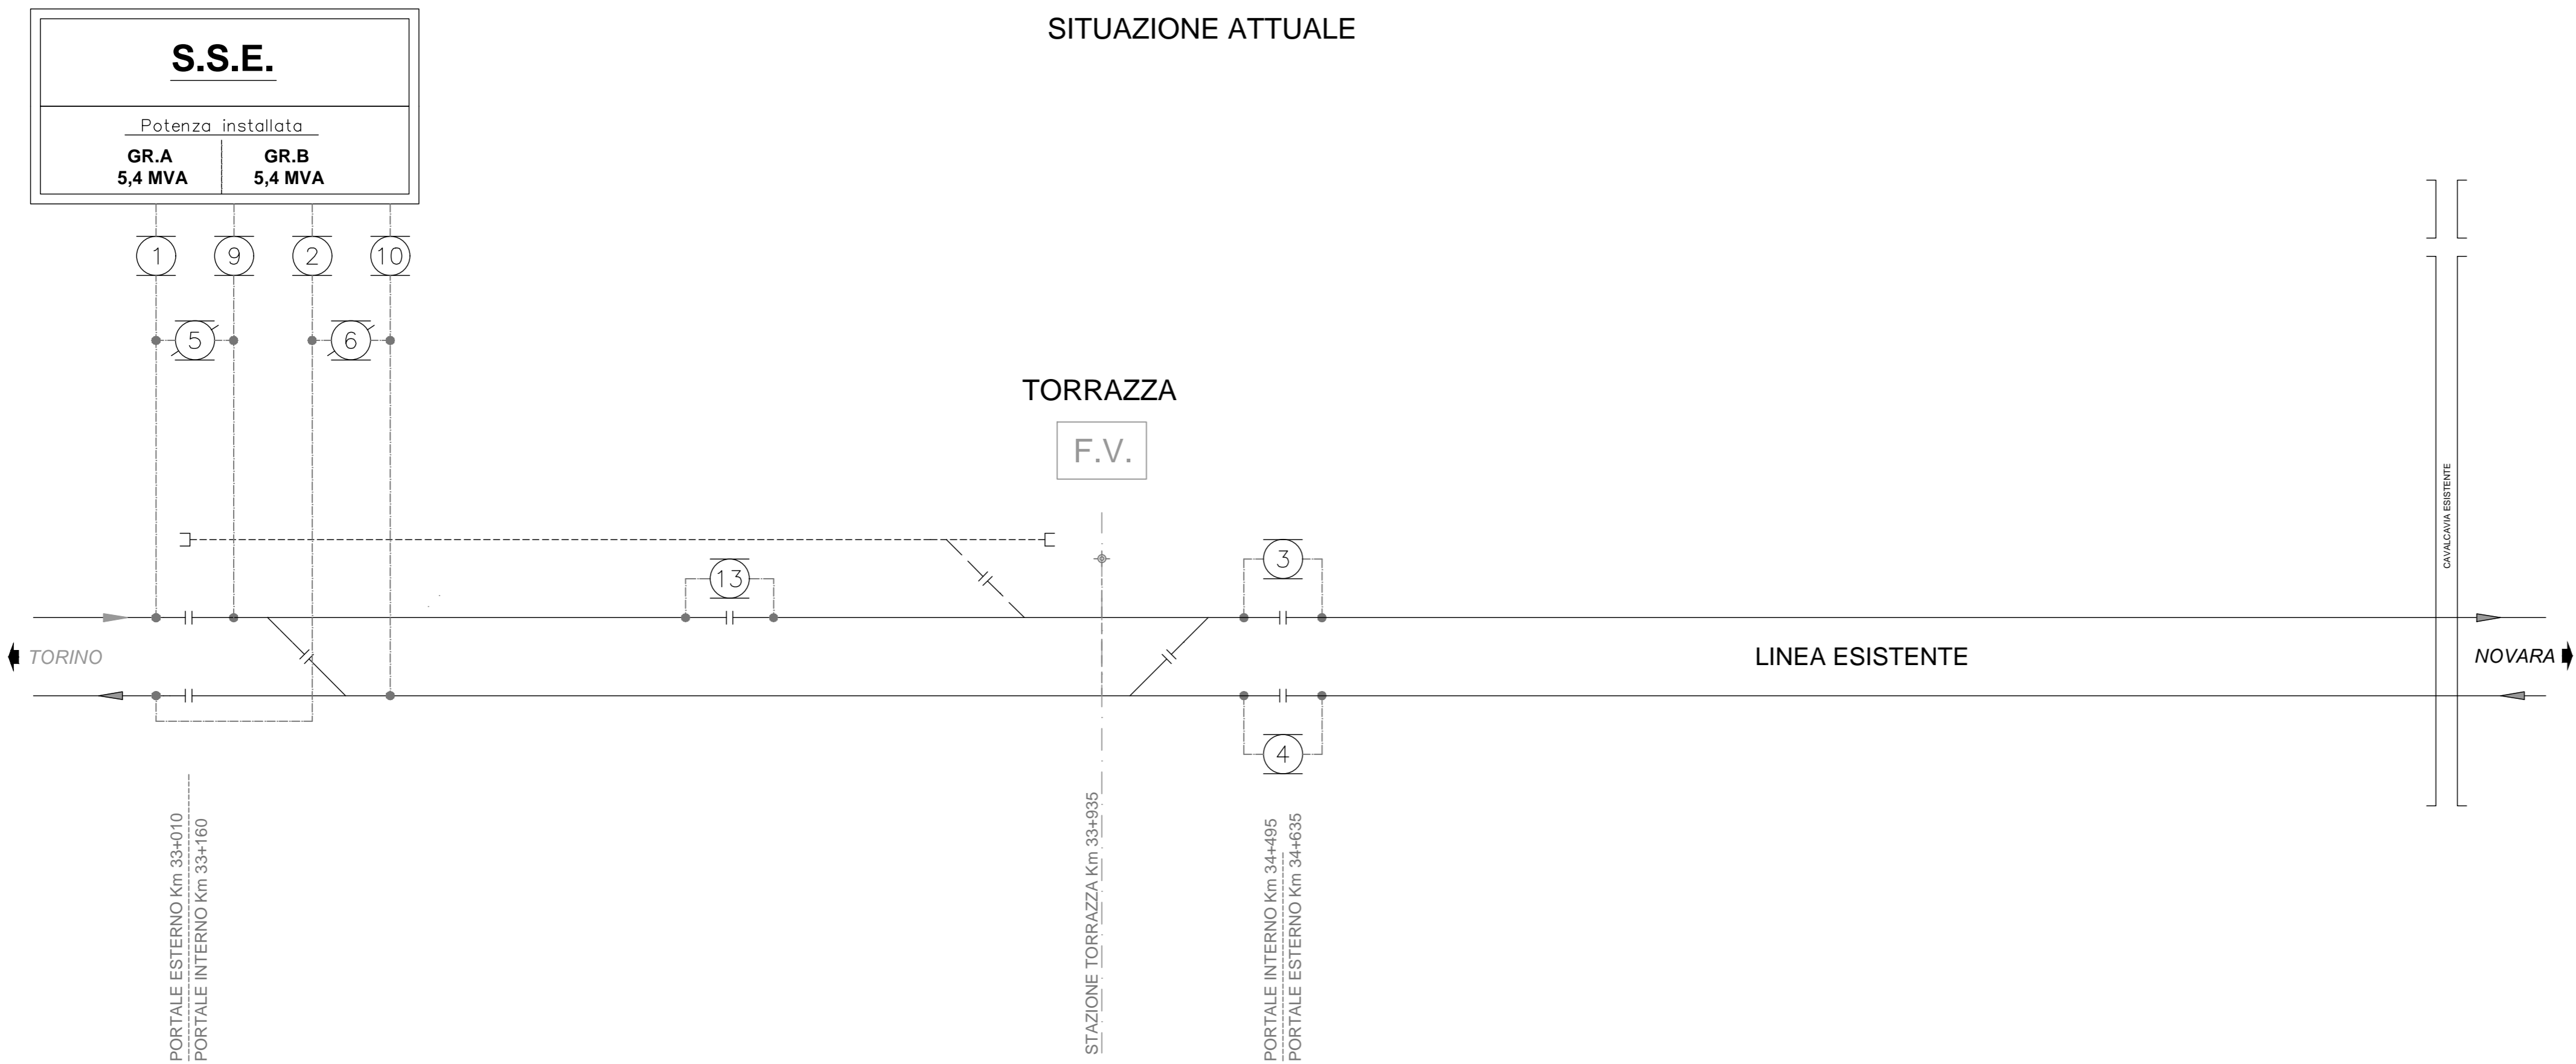 SITUAZIONE ATTUALE
S.S.E.
Potenza installata
GR.A
5,4 MVA
GR.B
5,4 MVA
1
9
2
10
5
6
TORRAZZA
F.V.
CAVALCAVIA ESISTENTE
13
3
TORINO
LINEA ESISTENTE
NOVARA
4
PORTALE ESTERNO Km 33+010
PORTALE INTERNO Km 33+160
STAZIONE TORRAZZA Km 33+935
PORTALE INTERNO Km 34+495
PORTALE ESTERNO Km 34+635